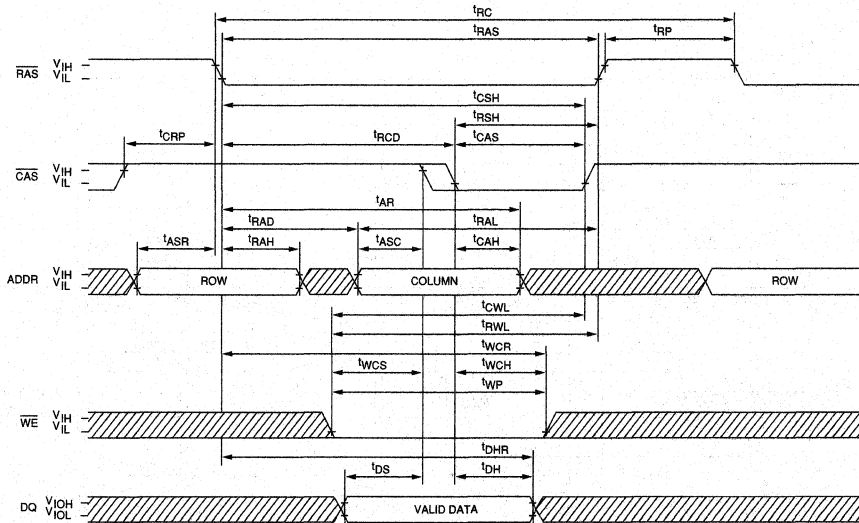 tRC
tRAS
tRP
RAS VIH
VIL
tCSH
tRSH
tCRP
tRCD
tCAS
CAS VIH
VIL
tAR
tRAD
tRAL
tASR
tRAH
tASC
tCAH
ADDR VIH
VIL
ROW
COLUMN
ROW
tCWL
tRWL
tWCR
tWCS
tWCH
tWP
WE VIH
VIL
tDHR
tDS
tDH
DQ VIOH
VIOL
VALID DATA